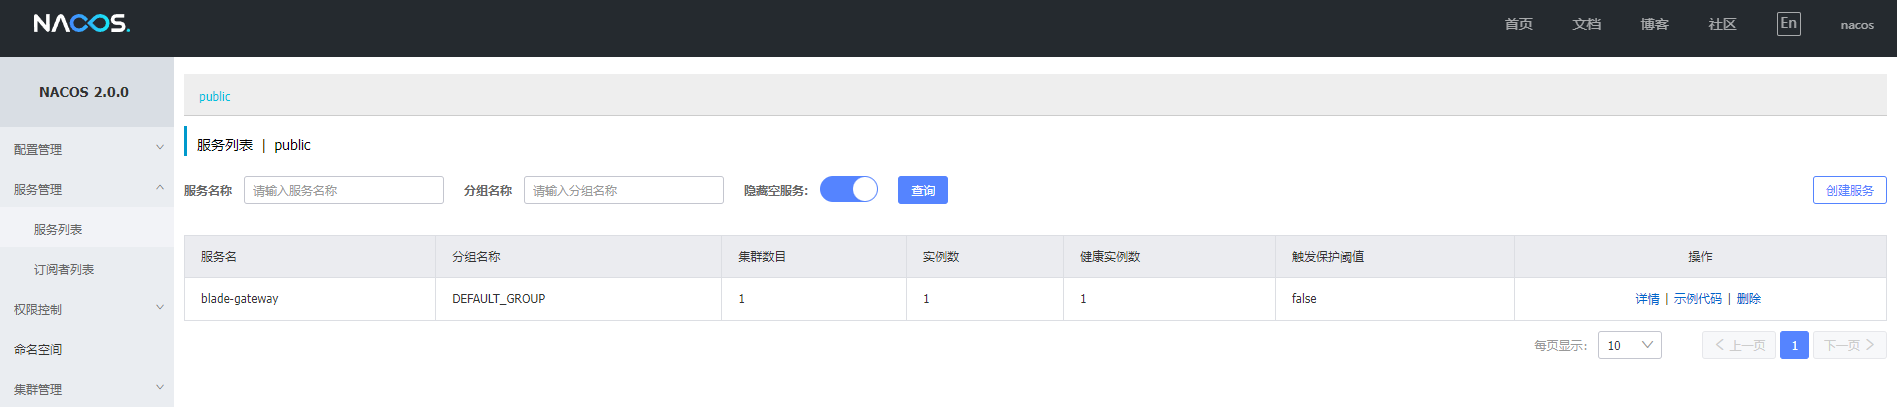 NACOS.
首页
文档
博客
社区
En
nacos
NACOS 2.0.0
配置管理
服务管理
服务列表
订阅者列表
权限控制
命名空间
集群管理
public
服务列表 | public
服务名称 请输入服务名称 分组名称 请输入分组名称 隐藏空服务: 查询 创建服务
服务名 分组名称 集群数目 实例数 健康实例数 触发保护阈值 操作
blade-gateway DEFAULT_GROUP 1 1 1 false 详情 | 示例代码 | 删除
每页显示: 10 上一页 1 下一页